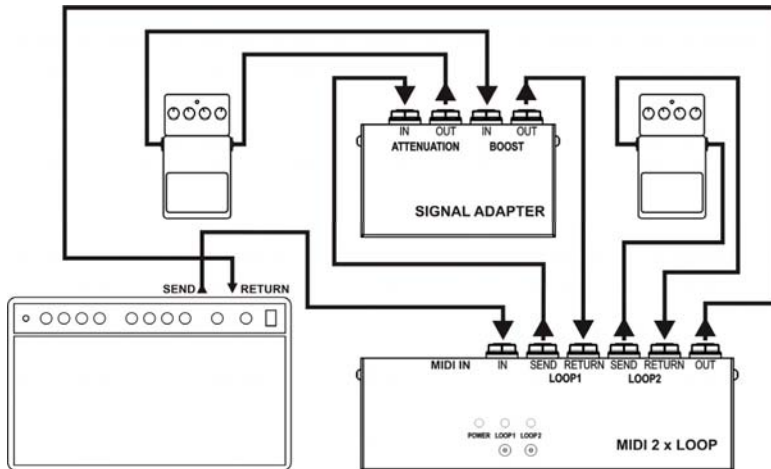 IN OUT IN OUT
ATTENUATION BOOST
SIGNAL ADAPTER
SEND RETURN
MIDI IN IN SEND RETURN SEND RETURN OUT
LOOP1 LOOP2
POWER LOOP1 LOOP2
MIDI 2 x LOOP